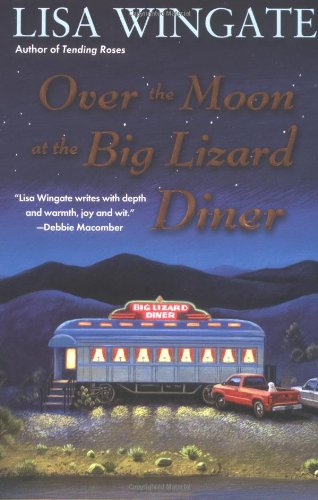 LISA WINGATE
Author of Tending Roses
Over the Moon
at the Big Lizard
Diner
"Lisa Wingate writes with depth
and warmth, joy and wit."
—Debbie Macomber
BIG LIZARD
DINER